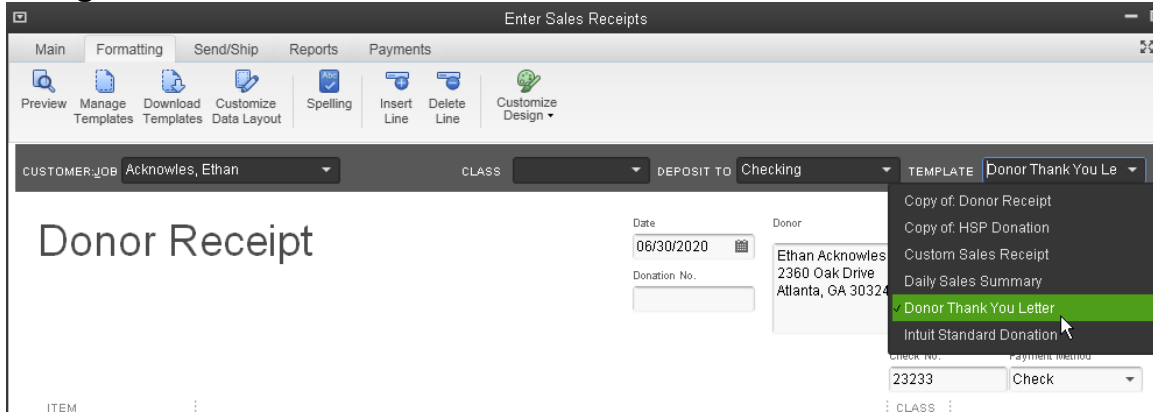 Enter Sales Receipts
Main Formatting Send/Ship Reports Payments
Preview Manage Templates Download Templates Customize Data Layout Abc Spelling Insert Line Delete Line Customize Design
CUSTOMER:JOB Acknowles, Ethan CLASS DEPOSIT TO Checking TEMPLATE Donor Thank You Le
Copy of: Donor Receipt
Copy of: HSP Donation
Custom Sales Receipt
Daily Sales Summary
Donor Thank You Letter
Intuit Standard Donation
Donor Receipt
Date
06/30/2020
Donation No.
Donor
Ethan Acknowles
2360 Oak Drive
Atlanta, GA 30324
Check No. Payment Method
23233 Check
ITEM CLASS